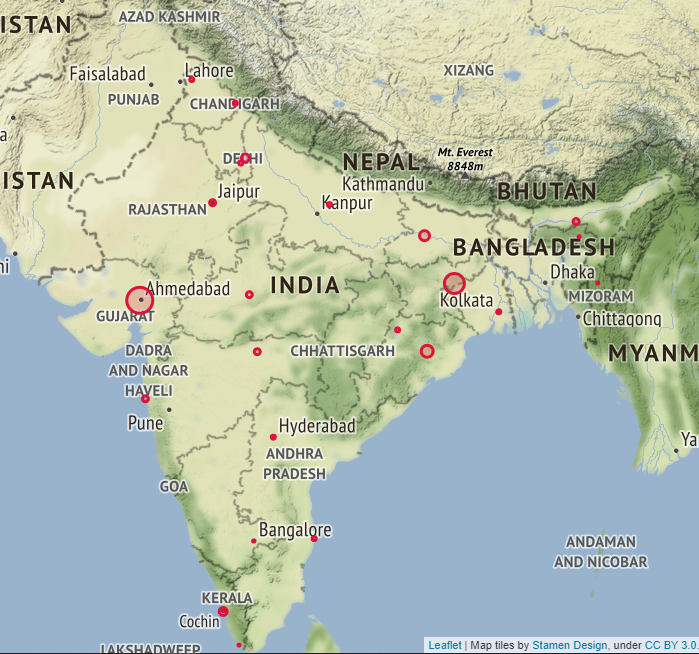 ISTAN
AZAD KASHMIR
Faisalabad
Lahore
XIZANG
PUNJAB
CHANDIGARH
a
DELHI
NEPAL
Mt. Everest
8848m
ISTAN
Jaipur
Kathmandu
BHUTAN
RAJASTHAN
Kanpur
BANGLADESH
ni
Ahmedabad
INDIA
Dhaka
Kolkata
MIZORAM
GUJARAT
Chittagong
DADRA
AND NAGAR
HAVELI
CHHATTISGARH
MYANM
Pune
Hyderabad
Ya
ANDHRA
PRADESH
GOA
Bangalore
ANDAMAN
AND NICOBAR
KERALA
Cochin
LAKSHADWEEP
Leaflet | Map tiles by Stamen Design, under CC BY 3.0